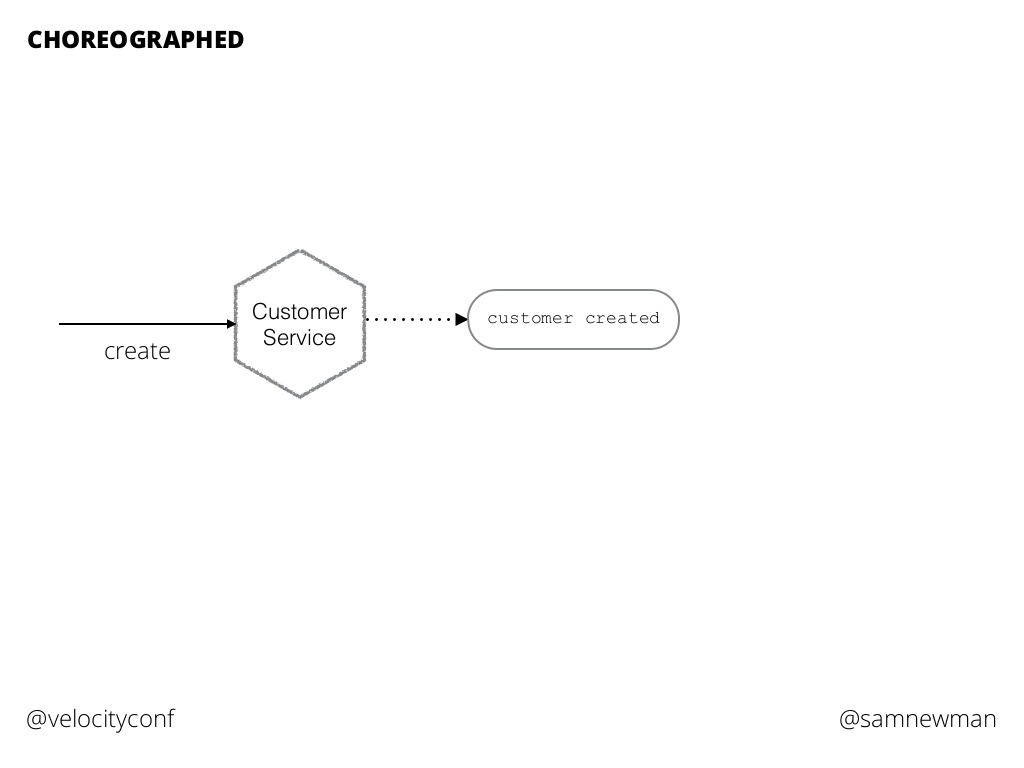 CHOREOGRAPHED
Customer
Service
customer created
create
@velocityconf
@samnewman